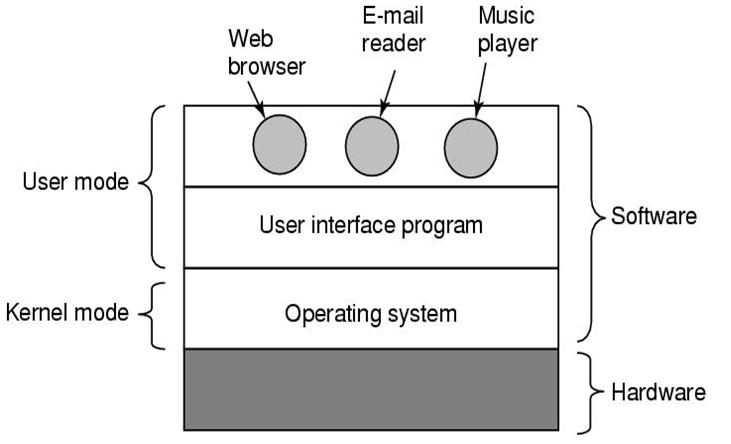 Web
browser
E-mail
reader
Music
player
User mode
User interface program
Software
Kernel mode
Operating system
Hardware